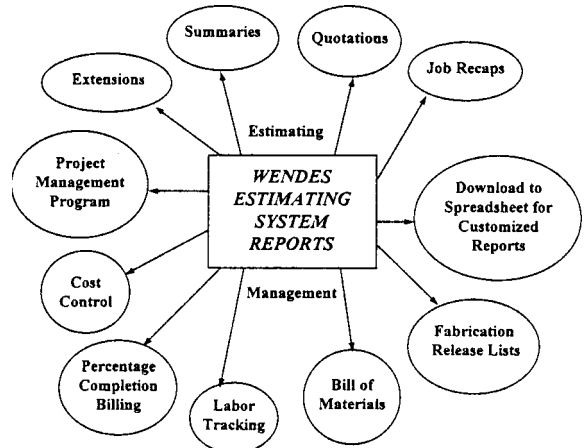 Summaries
Quotations
Extensions
Job Recaps
Estimating
Project
Management
Program
WENDES
ESTIMATING
SYSTEM
REPORTS
Download to
Spreadsheet for
Customized
Reports
Cost
Control
Management
Fabrication
Release Lists
Percentage
Completion
Billing
Labor
Tracking
Bill of
Materials